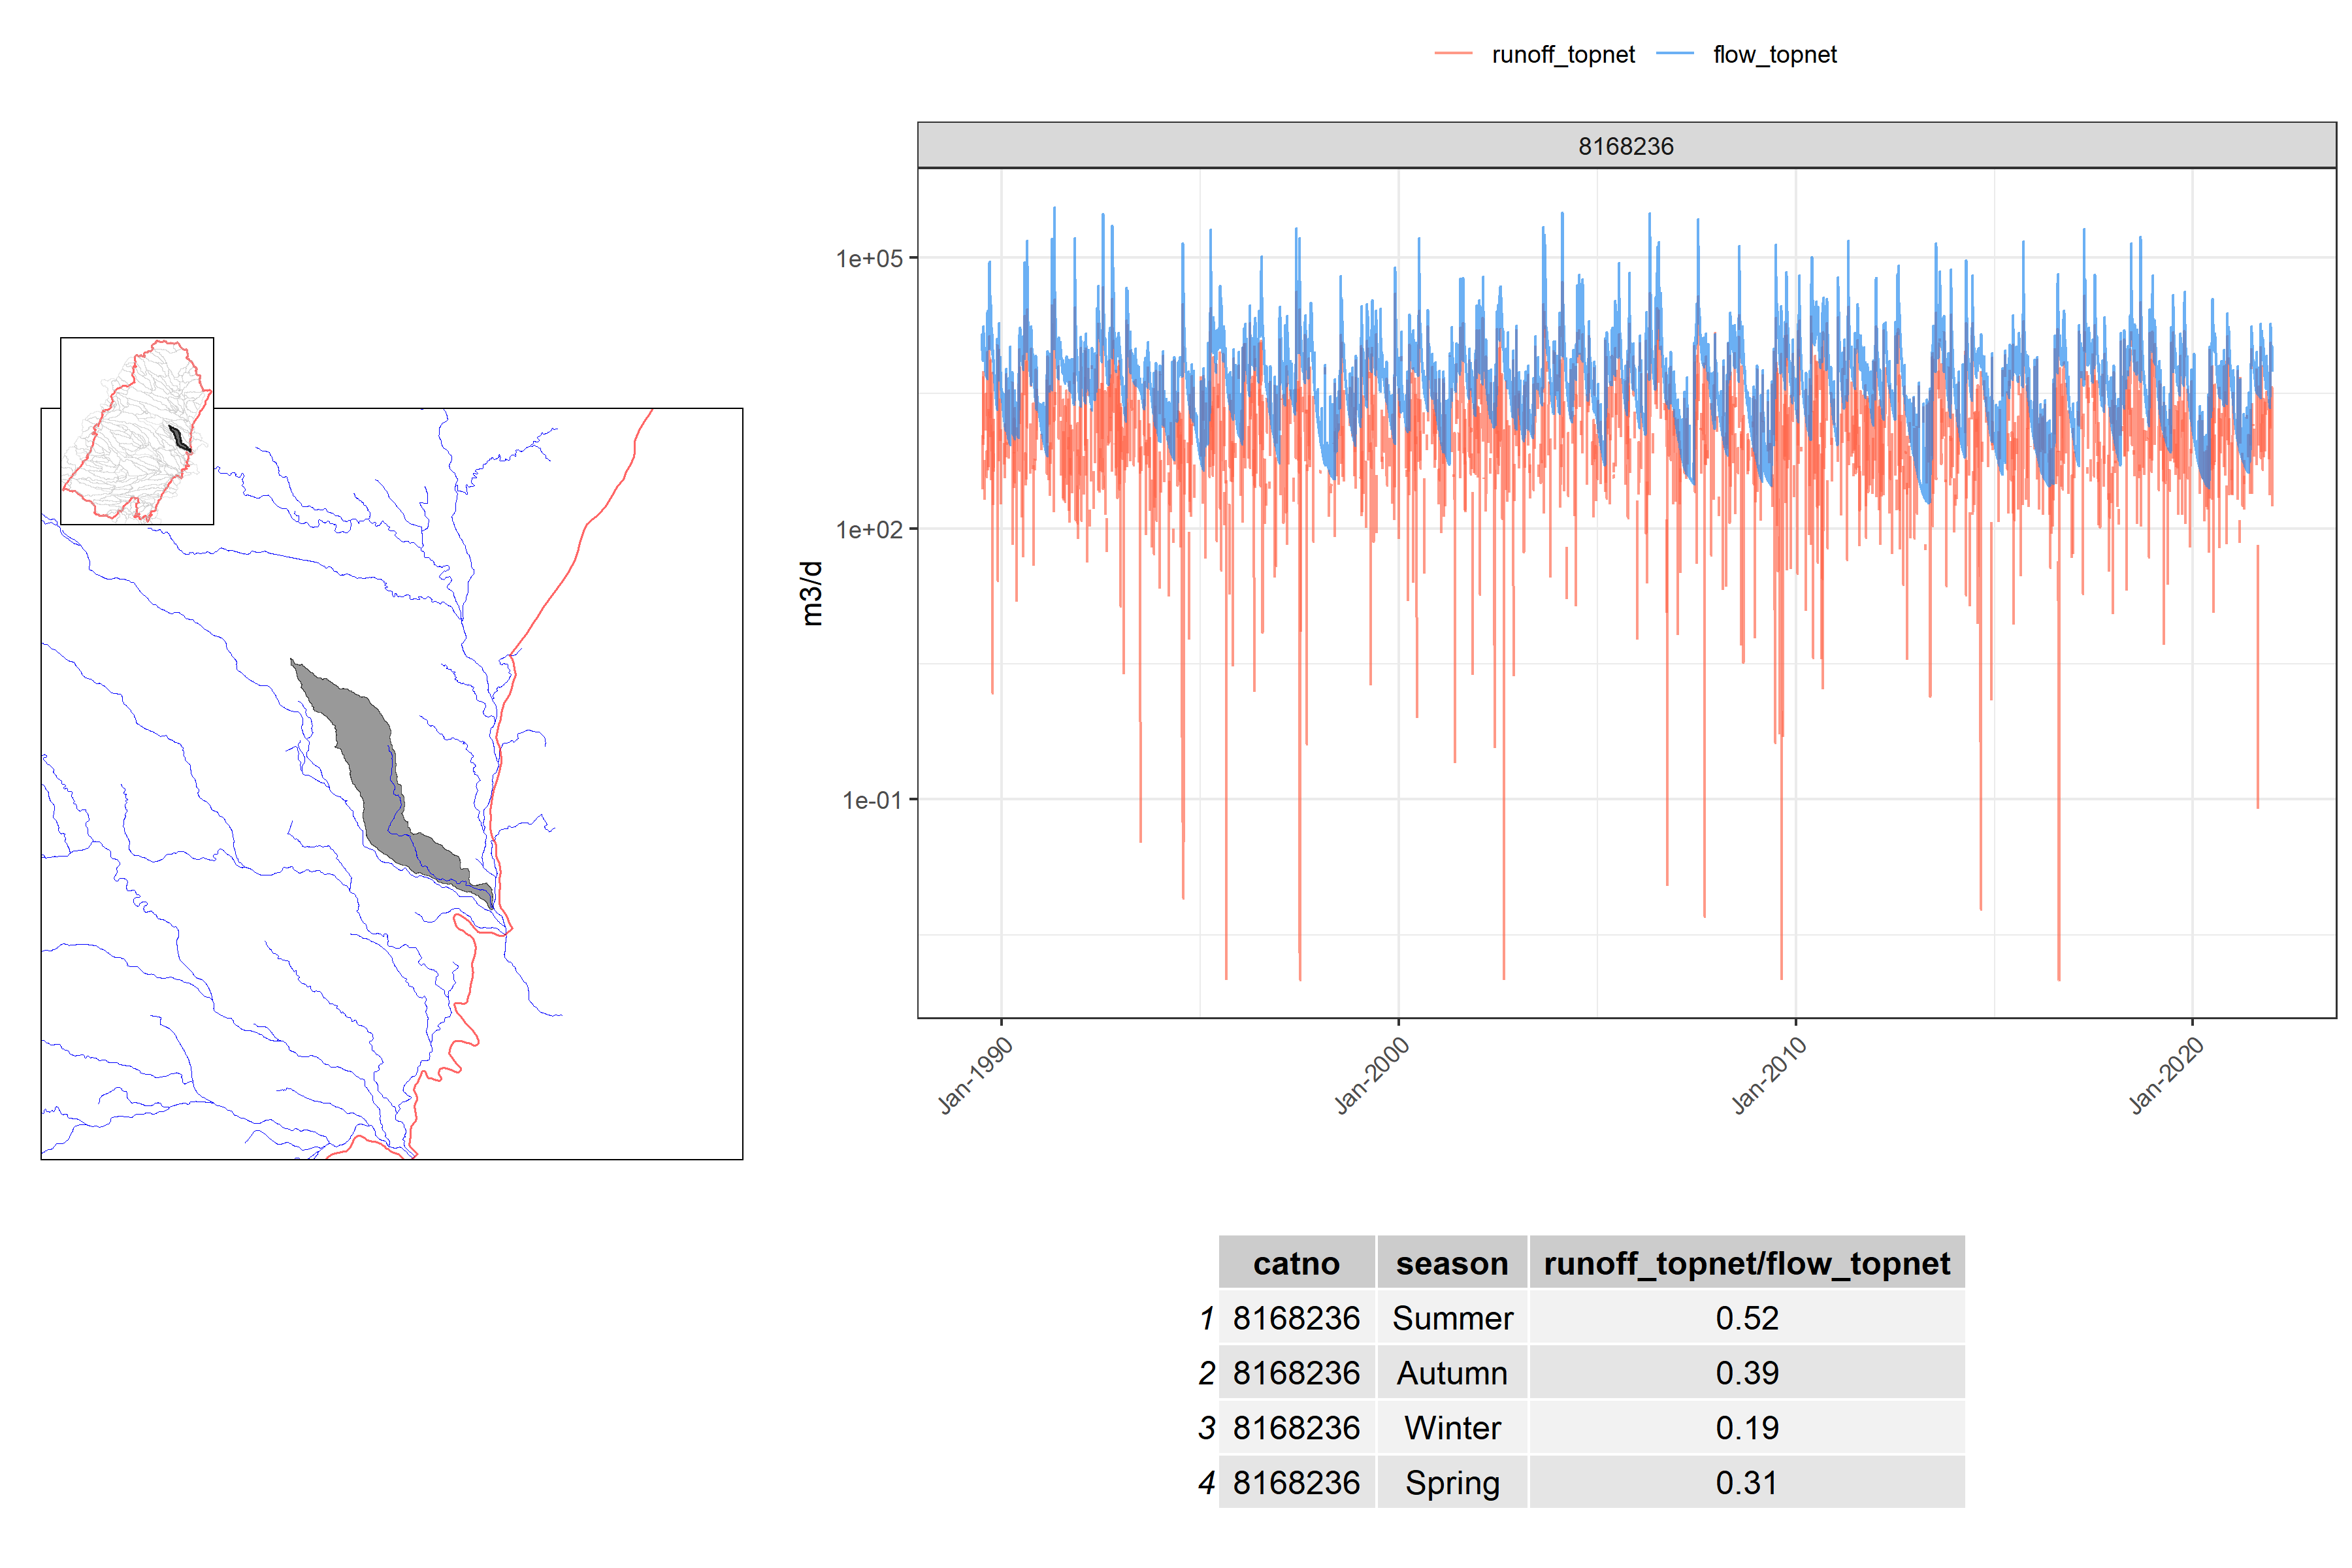 runoff_topnet flow_topnet
8168236
1e+05
1e+02
1e-01
m3/d
Jan-1990 Jan-2000 Jan-2010 Jan-2020
catno season runoff_topnet/flow_topnet
1 8168236 Summer 0.52
2 8168236 Autumn 0.39
3 8168236 Winter 0.19
4 8168236 Spring 0.31